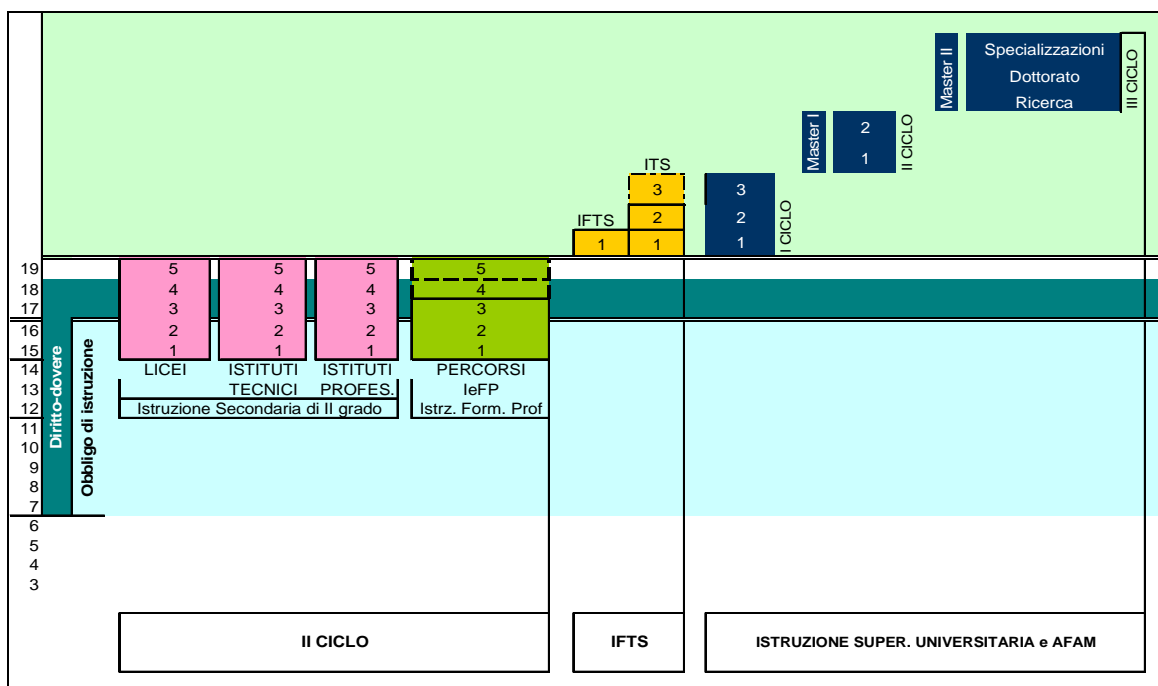 Master II
Specializzazioni
Dottorato
Ricerca
III CICLO
Master I
2
1
II CICLO
ITS
3
2
1
IFTS
1
3
2
1
I CICLO
19 5 5 5 5
18 4 4 4 4
17 3 3 3 3
16 2 2 2 2
15 1 1 1 1
14 LICEI ISTITUTI ISTITUTI PERCORSI
13 TECNICI PROFES. IeFP
12 Istruzione Secondaria di II grado Istrz. Form. Prof
11
10
9
8
7
6
5
4
3
Diritto-dovere
Obbligo di istruzione
II CICLO
IFTS
ISTRUZIONE SUPER. UNIVERSITARIA e AFAM